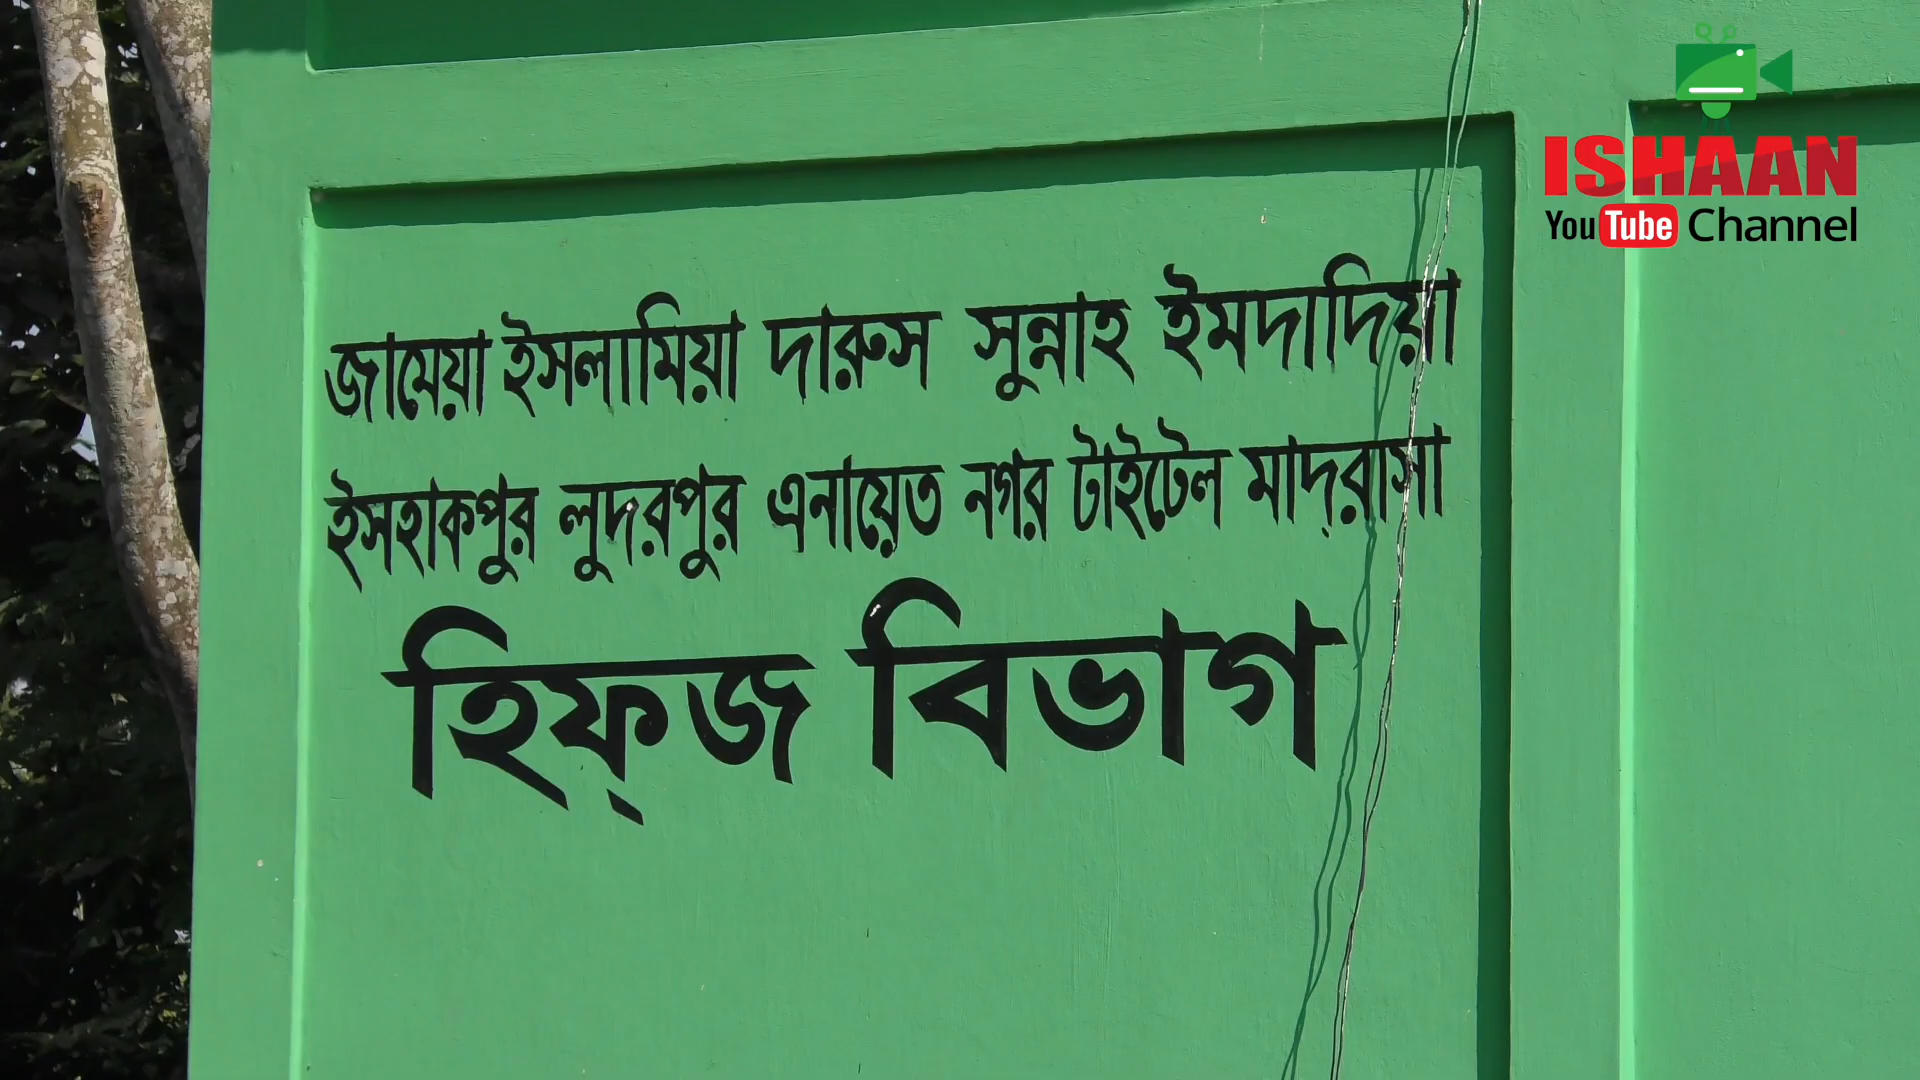 ISHAAN
YouTube Channel
জামেয়া ইসলামিয়া দারুস সুন্নাহ ইমদাদিয়া
ইসহাকপুর লুদরপুর এনায়েত নগর টাইটেল মাদ্‌রাসা
হিফ্‌জ বিভাগ